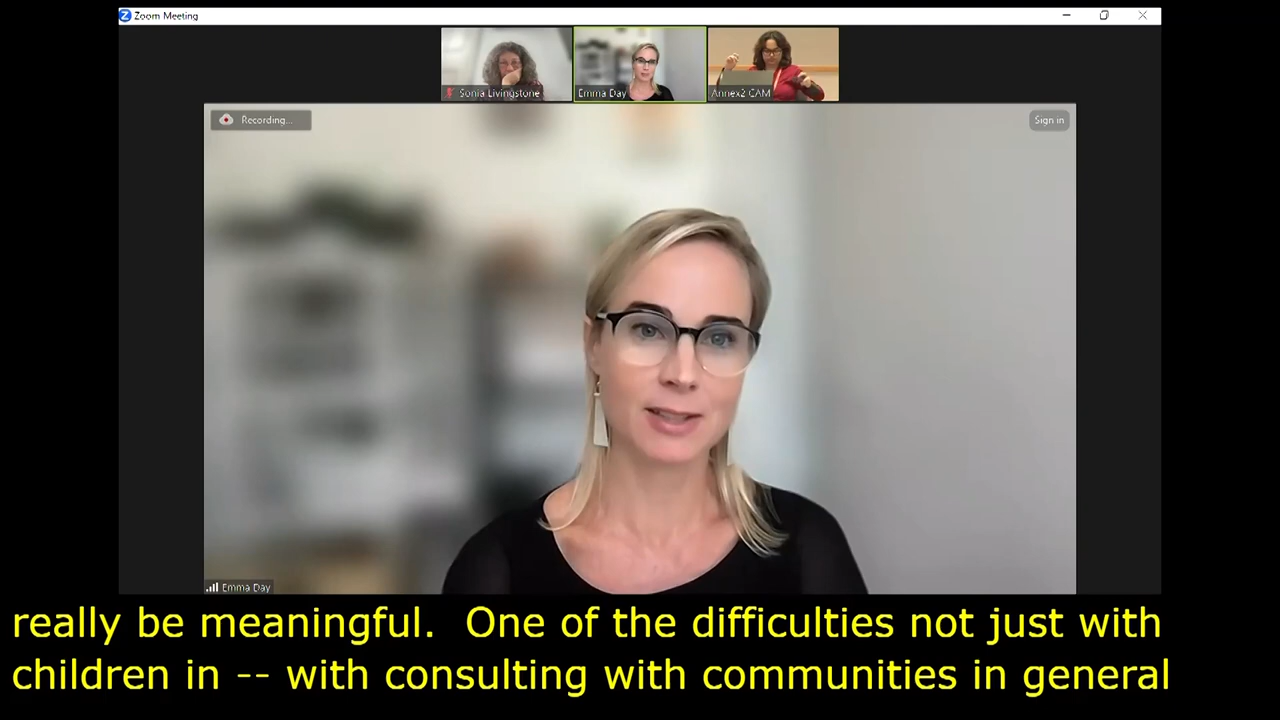 Zoom Meeting
Sonia Livingstone
Emma Day
Annex2 CAM
Recording...
Sign in
Emma Day
really be meaningful.  One of the difficulties not just with
children in -- with consulting with communities in general